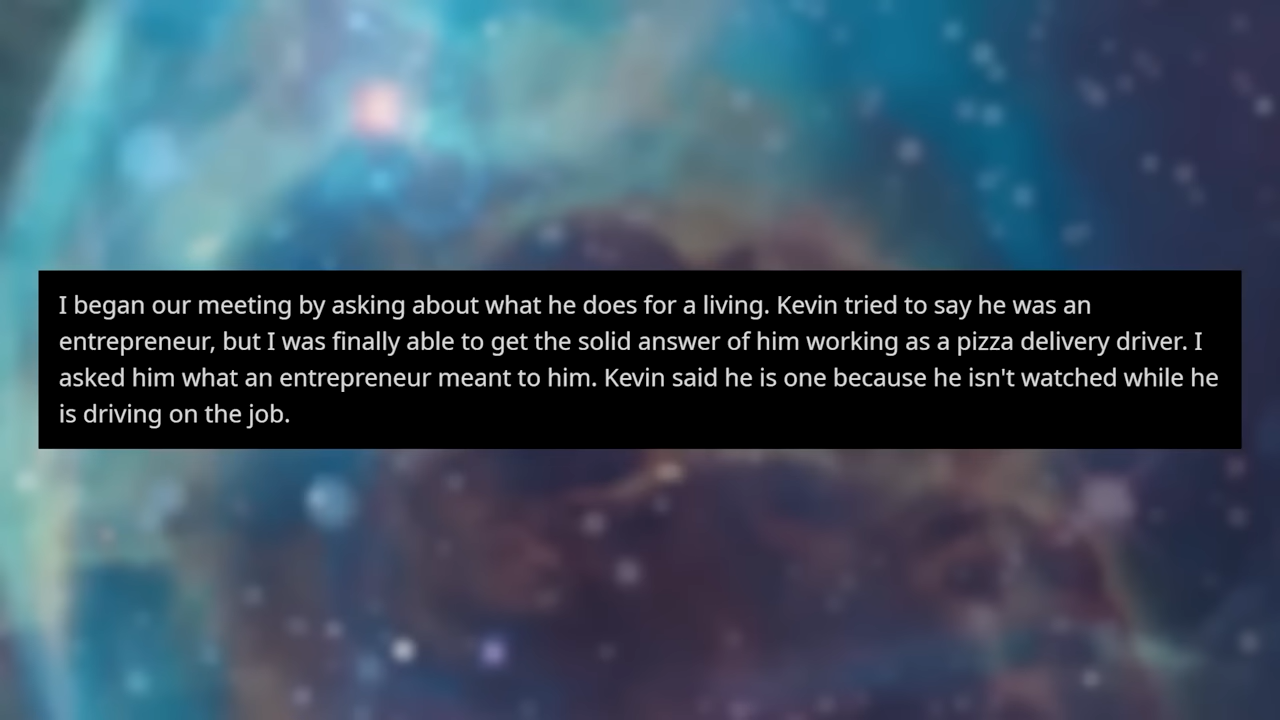 I began our meeting by asking about what he does for a living. Kevin tried to say he was an
entrepreneur, but I was finally able to get the solid answer of him working as a pizza delivery driver. I
asked him what an entrepreneur meant to him. Kevin said he is one because he isn't watched while he
is driving on the job.